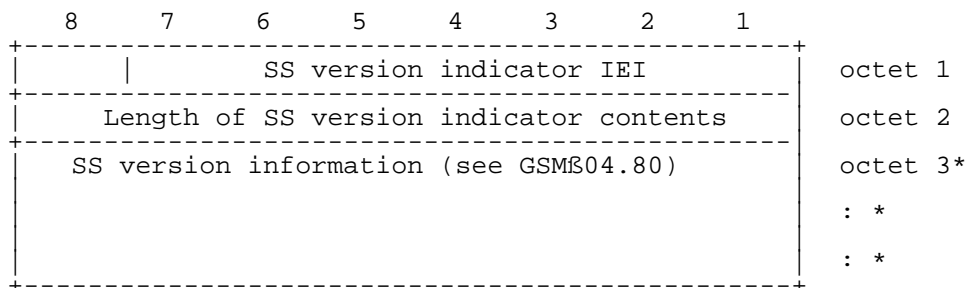 8 7 6 5 4 3 2 1
+-------------------------------------------------+
| | SS version indicator IEI | octet 1
+-------------------------------------------------
| Length of SS version indicator contents | octet 2
+-------------------------------------------------
| SS version information (see GSMß04.80) | octet 3*
| | : *
| | : *
+-------------------------------------------------+